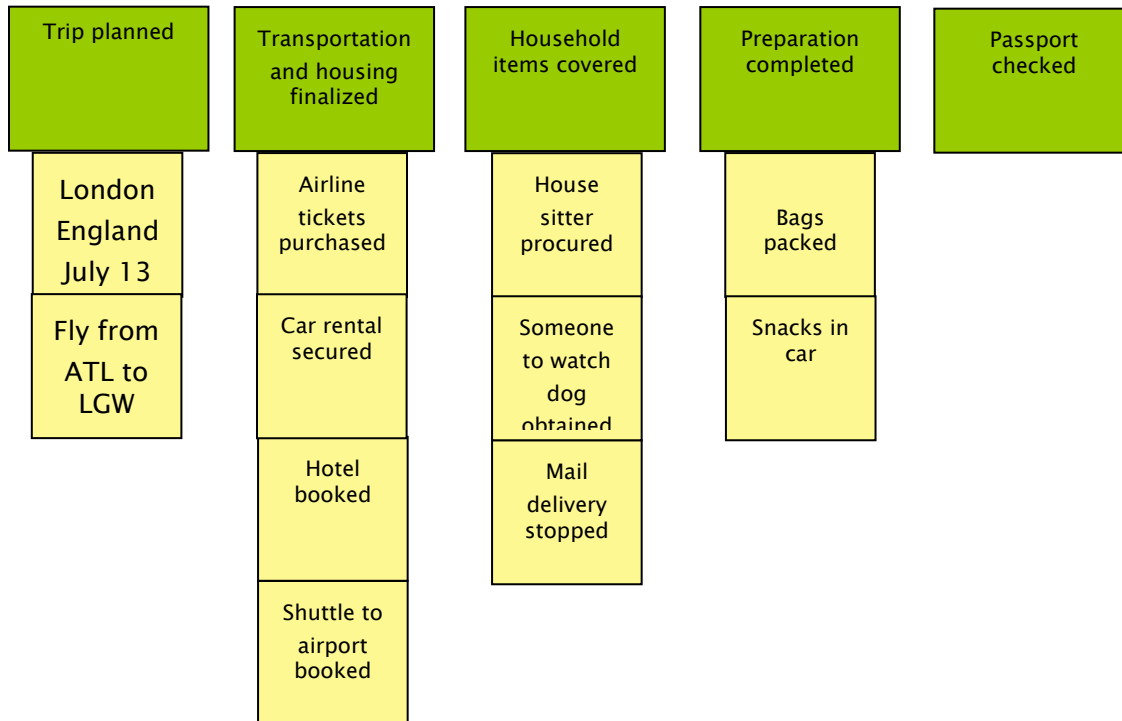 Trip planned
Transportation
and housing
finalized
Household
items covered
Preparation
completed
Passport
checked
London
England
July 13
Fly from
ATL to
LGW
Airline
tickets
purchased
Car rental
secured
Hotel
booked
Shuttle to
airport
booked
House
sitter
procured
Someone
to watch
dog
obtained
Mail
delivery
stopped
Bags
packed
Snacks in
car